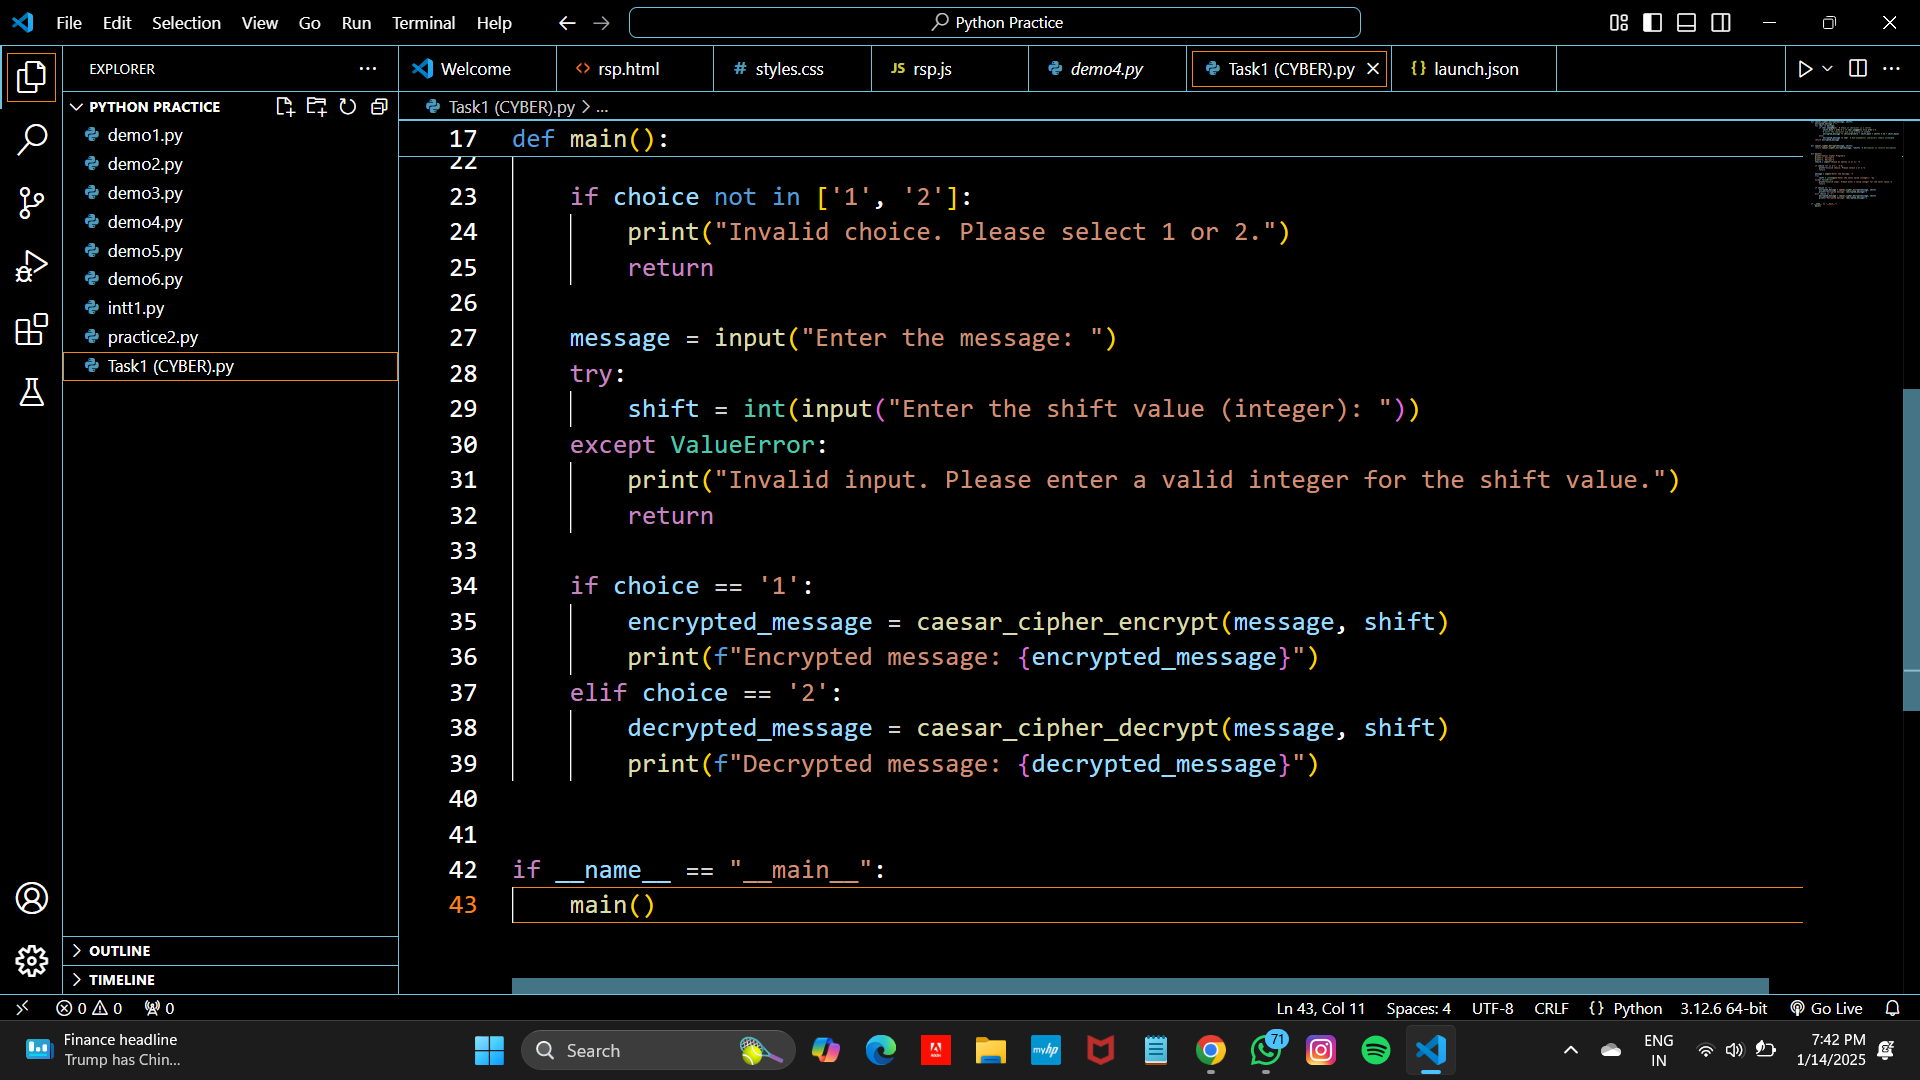 File Edit Selection View Go Run Terminal Help
Python Practice
EXPLORER
Welcome
<> rsp.html
# styles.css
JS rsp.js
demo4.py
Task1 (CYBER).py
{} launch.json
PYTHON PRACTICE
demo1.py
demo2.py
demo3.py
demo4.py
demo5.py
demo6.py
intt1.py
practice2.py
Task1 (CYBER).py
OUTLINE
TIMELINE
Task1 (CYBER).py > ...
17 def main():
22
23 if choice not in ['1', '2']:
24 print("Invalid choice. Please select 1 or 2.")
25 return
26
27 message = input("Enter the message: ")
28 try:
29 shift = int(input("Enter the shift value (integer): "))
30 except ValueError:
31 print("Invalid input. Please enter a valid integer for the shift value.")
32 return
33
34 if choice == '1':
35 encrypted_message = caesar_cipher_encrypt(message, shift)
36 print(f"Encrypted message: {encrypted_message}")
37 elif choice == '2':
38 decrypted_message = caesar_cipher_decrypt(message, shift)
39 print(f"Decrypted message: {decrypted_message}")
40
41
42 if __name__ == "__main__":
43 main()
0 0 0
Ln 43, Col 11 Spaces: 4 UTF-8 CRLF {} Python 3.12.6 64-bit Go Live
Finance headline
Trump has Chin...
Search
myhp
71
ENG
IN
7:42 PM
1/14/2025